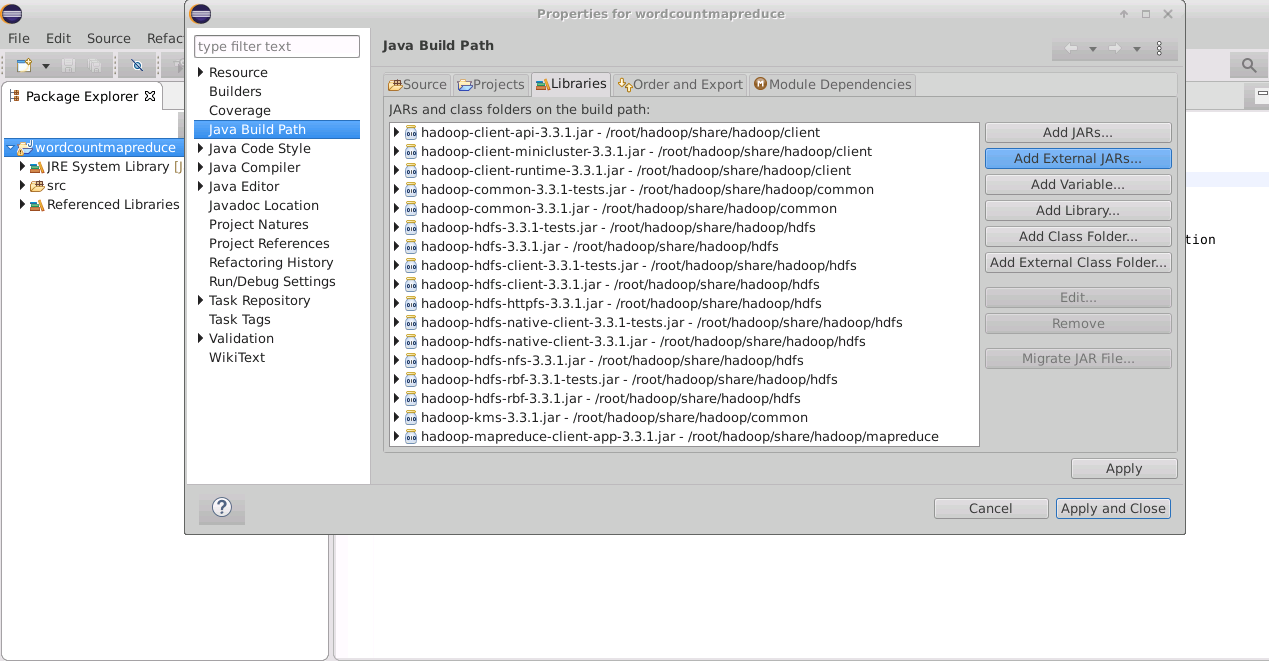 Properties for wordcountmapreduce
File Edit Source Refac
type filter text
Java Build Path
Resource
Builders
Coverage
Java Build Path
Java Code Style
Java Compiler
Java Editor
Javadoc Location
Project Natures
Project References
Refactoring History
Run/Debug Settings
Task Repository
Task Tags
Validation
WikiText
Package Explorer
wordcountmapreduce
JRE System Library [J
src
Referenced Libraries
Source Projects Libraries Order and Export Module Dependencies
JARs and class folders on the build path:
hadoop-client-api-3.3.1.jar - /root/hadoop/share/hadoop/client
hadoop-client-minicluster-3.3.1.jar - /root/hadoop/share/hadoop/client
hadoop-client-runtime-3.3.1.jar - /root/hadoop/share/hadoop/client
hadoop-common-3.3.1-tests.jar - /root/hadoop/share/hadoop/common
hadoop-common-3.3.1.jar - /root/hadoop/share/hadoop/common
hadoop-hdfs-3.3.1-tests.jar - /root/hadoop/share/hadoop/hdfs
hadoop-hdfs-3.3.1.jar - /root/hadoop/share/hadoop/hdfs
hadoop-hdfs-client-3.3.1-tests.jar - /root/hadoop/share/hadoop/hdfs
hadoop-hdfs-client-3.3.1.jar - /root/hadoop/share/hadoop/hdfs
hadoop-hdfs-httpfs-3.3.1.jar - /root/hadoop/share/hadoop/hdfs
hadoop-hdfs-native-client-3.3.1-tests.jar - /root/hadoop/share/hadoop/hdfs
hadoop-hdfs-native-client-3.3.1.jar - /root/hadoop/share/hadoop/hdfs
hadoop-hdfs-nfs-3.3.1.jar - /root/hadoop/share/hadoop/hdfs
hadoop-hdfs-rbf-3.3.1-tests.jar - /root/hadoop/share/hadoop/hdfs
hadoop-hdfs-rbf-3.3.1.jar - /root/hadoop/share/hadoop/hdfs
hadoop-kms-3.3.1.jar - /root/hadoop/share/hadoop/common
hadoop-mapreduce-client-app-3.3.1.jar - /root/hadoop/share/hadoop/mapreduce
Add JARs...
Add External JARs...
Add Variable...
Add Library...
Add Class Folder...
Add External Class Folder...
Edit...
Remove
Migrate JAR File...
tion
Apply
?
Cancel
Apply and Close